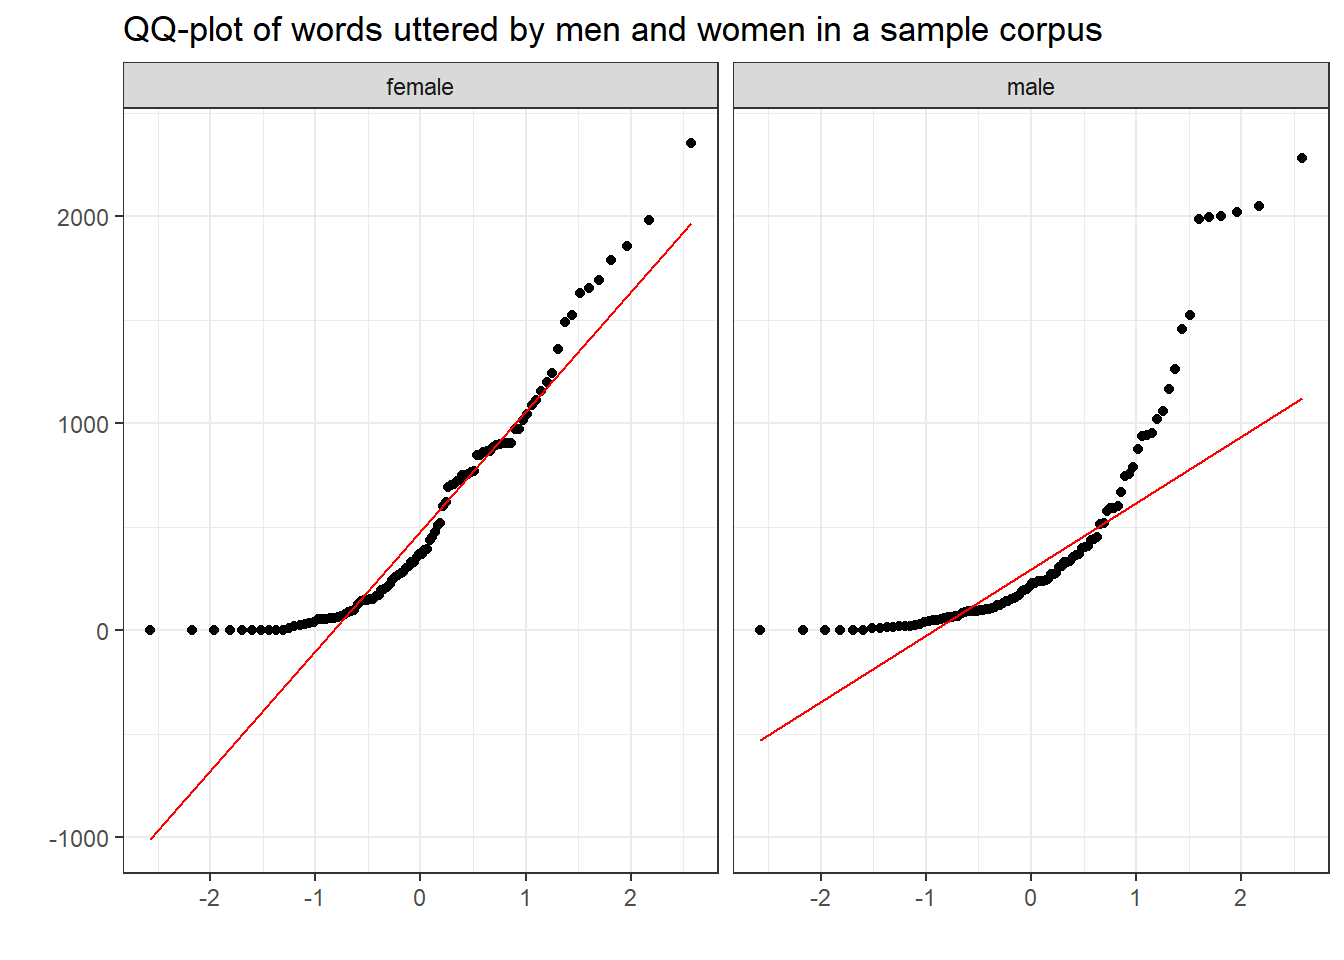 QQ-plot of words uttered by men and women in a sample corpus
female
male
2000
1000
0
-1000
-2 -1 0 1 2
-2 -1 0 1 2